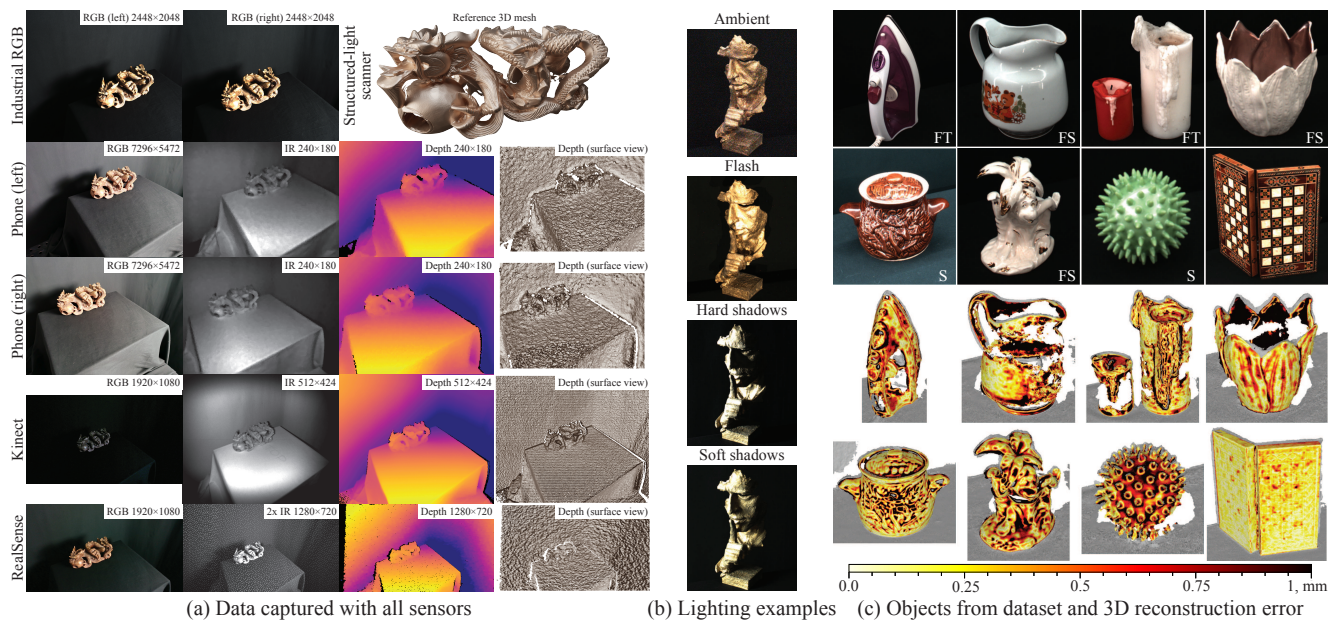 Industrial RGB
RGB (left) 2448×2048
RGB (right) 2448×2048
Structured-light
scanner
Reference 3D mesh
Phone (left)
RGB 7296×5472
IR 240×180
Depth 240×180
Depth (surface view)
Phone (right)
RGB 7296×5472
IR 240×180
Depth 240×180
Depth (surface view)
Kinect
RGB 1920×1080
IR 512×424
Depth 512×424
Depth (surface view)
RealSense
RGB 1920×1080
2x IR 1280×720
Depth 1280×720
Depth (surface view)
(a) Data captured with all sensors
Ambient
Flash
Hard shadows
Soft shadows
(b) Lighting examples
FT
FS
FT
FS
S
FS
S
0.0
0.25
0.5
0.75
1, mm
(c) Objects from dataset and 3D reconstruction error